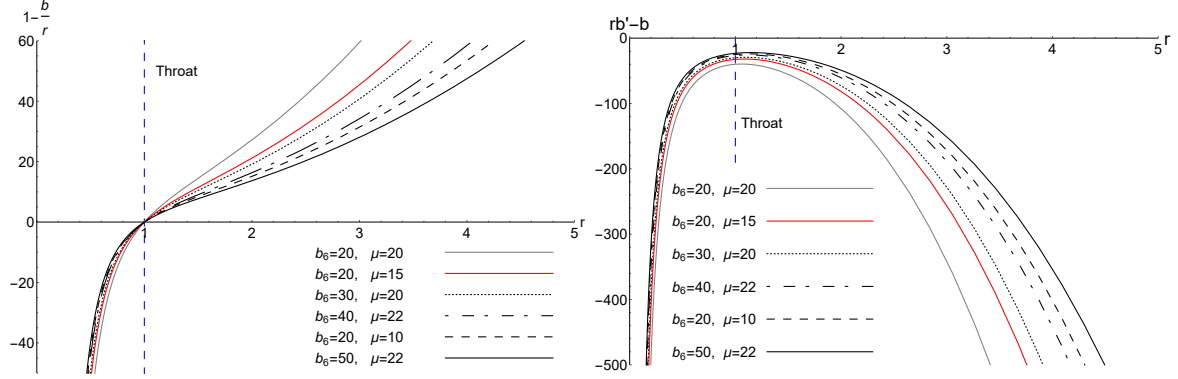 1-b/r
60
Throat
40
20
0
1
2
3
4
5
r
-20
-40
b₆=20, μ=20
b₆=20, μ=15
b₆=30, μ=20
b₆=40, μ=22
b₆=20, μ=10
b₆=50, μ=22
rb'-b
0
1
2
3
4
5
r
-100
Throat
-200
-300
-400
-500
b₆=20, μ=20
b₆=20, μ=15
b₆=30, μ=20
b₆=40, μ=22
b₆=20, μ=10
b₆=50, μ=22